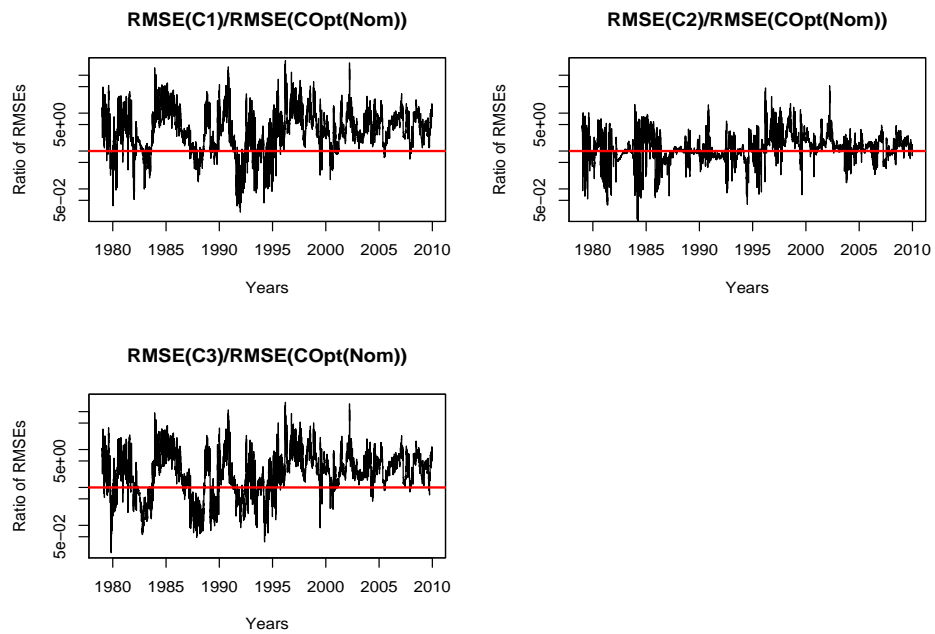 RMSE(C1)/RMSE(COpt(Nom))
Ratio of RMSEs
5e+00
5e−02
1980 1985 1990 1995 2000 2005 2010
Years
RMSE(C2)/RMSE(COpt(Nom))
Ratio of RMSEs
5e+00
5e−02
1980 1985 1990 1995 2000 2005 2010
Years
RMSE(C3)/RMSE(COpt(Nom))
Ratio of RMSEs
5e+00
5e−02
1980 1985 1990 1995 2000 2005 2010
Years